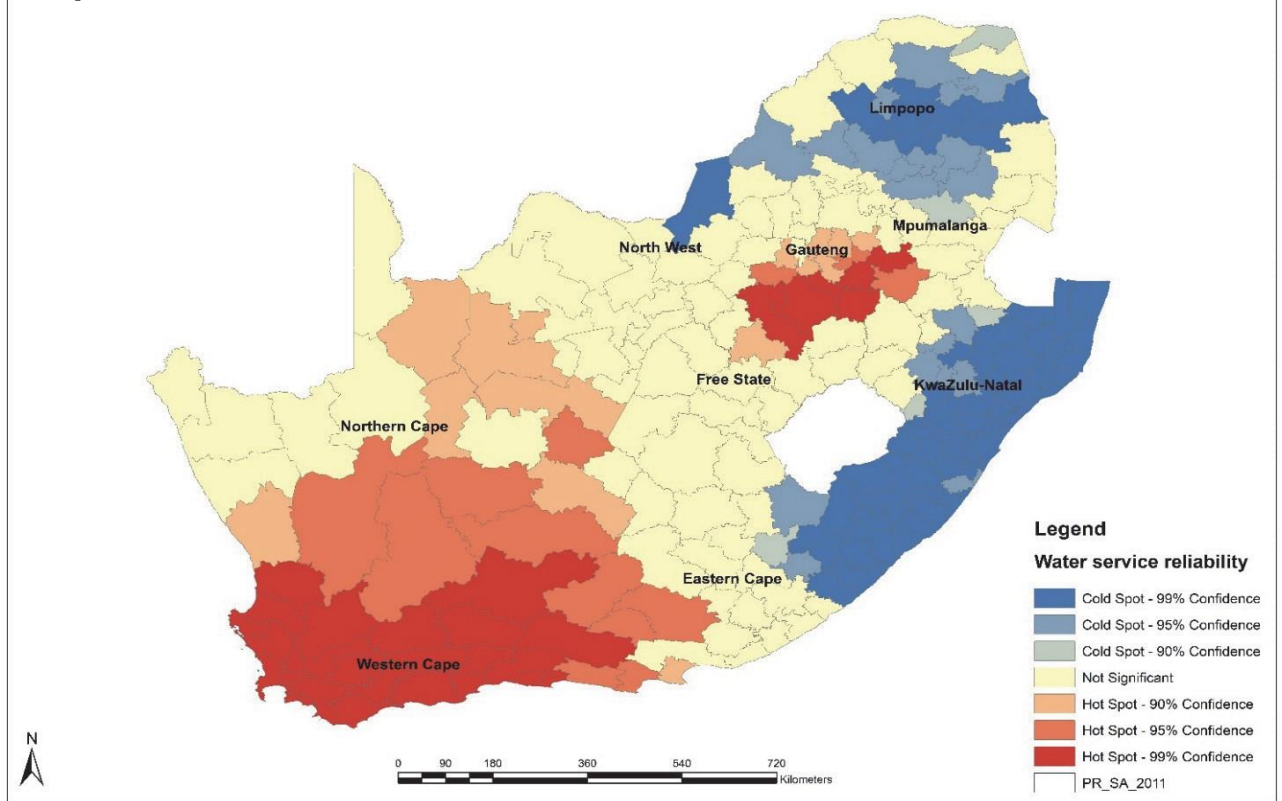 Limpopo
Mpumalanga
North West
Gauteng
Free State
KwaZulu-Natal
Northern Cape
Eastern Cape
Western Cape
Legend
Water service reliability
Cold Spot - 99% Confidence
Cold Spot - 95% Confidence
Cold Spot - 90% Confidence
Not Significant
Hot Spot - 90% Confidence
Hot Spot - 95% Confidence
Hot Spot - 99% Confidence
PR_SA_2011
N
0 90 180 360 540 720
Kilometers